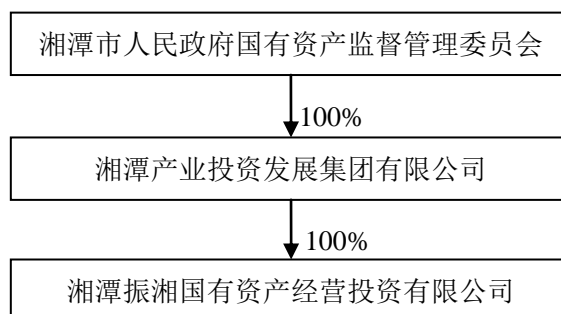 湘潭市人民政府国有资产监督管理委员会
100%
湘潭产业投资发展集团有限公司
100%
湘潭振湘国有资产经营投资有限公司